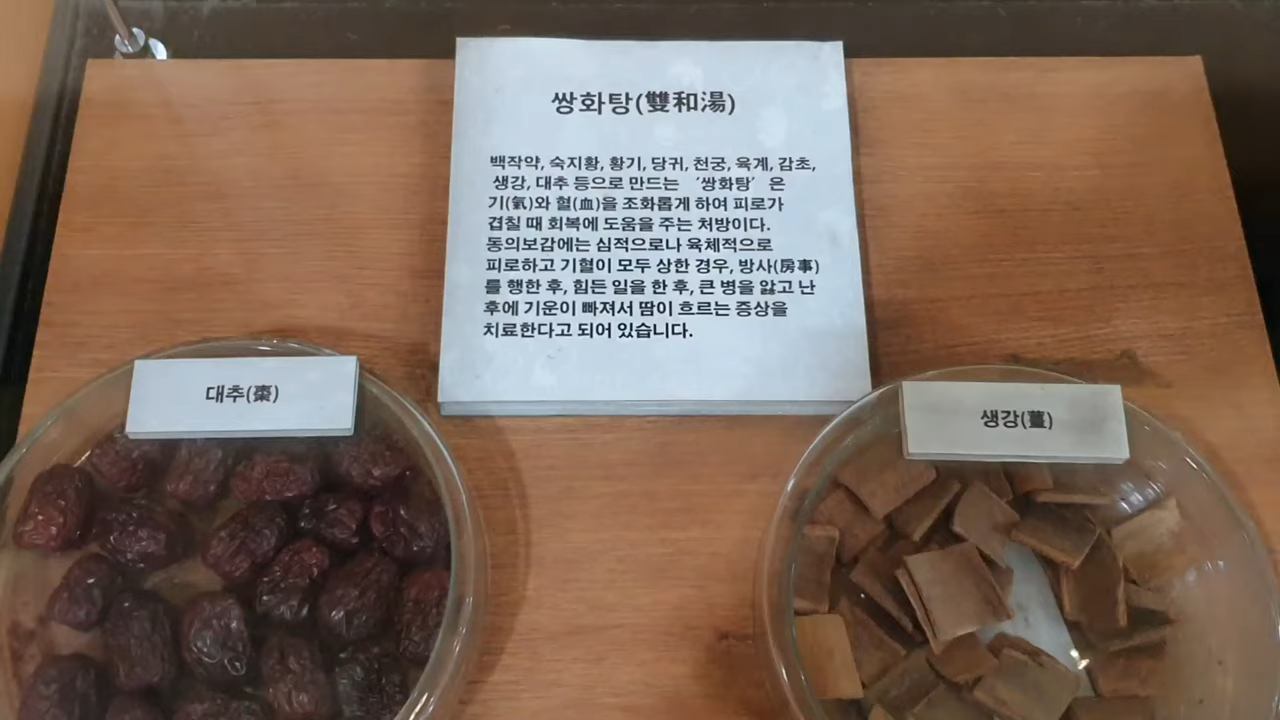 쌍화탕(雙和湯)
백작약, 숙지황, 황기, 당귀, 천궁, 육계, 감초,
생강, 대추 등으로 만드는 ´쌍화탕´ 은
기(氣)와 혈(血)을 조화롭게 하여 피로가
겹칠 때 회복에 도움을 주는 처방이다.
동의보감에는 심적으로나 육체적으로
피로하고 기혈이 모두 상한 경우, 방사(房事)
를 행한 후, 힘든 일을 한 후, 큰 병을 앓고 난
후에 기운이 빠져서 땀이 흐르는 증상을
치료한다고 되어 있습니다.
대추(棗)
생강(薑)